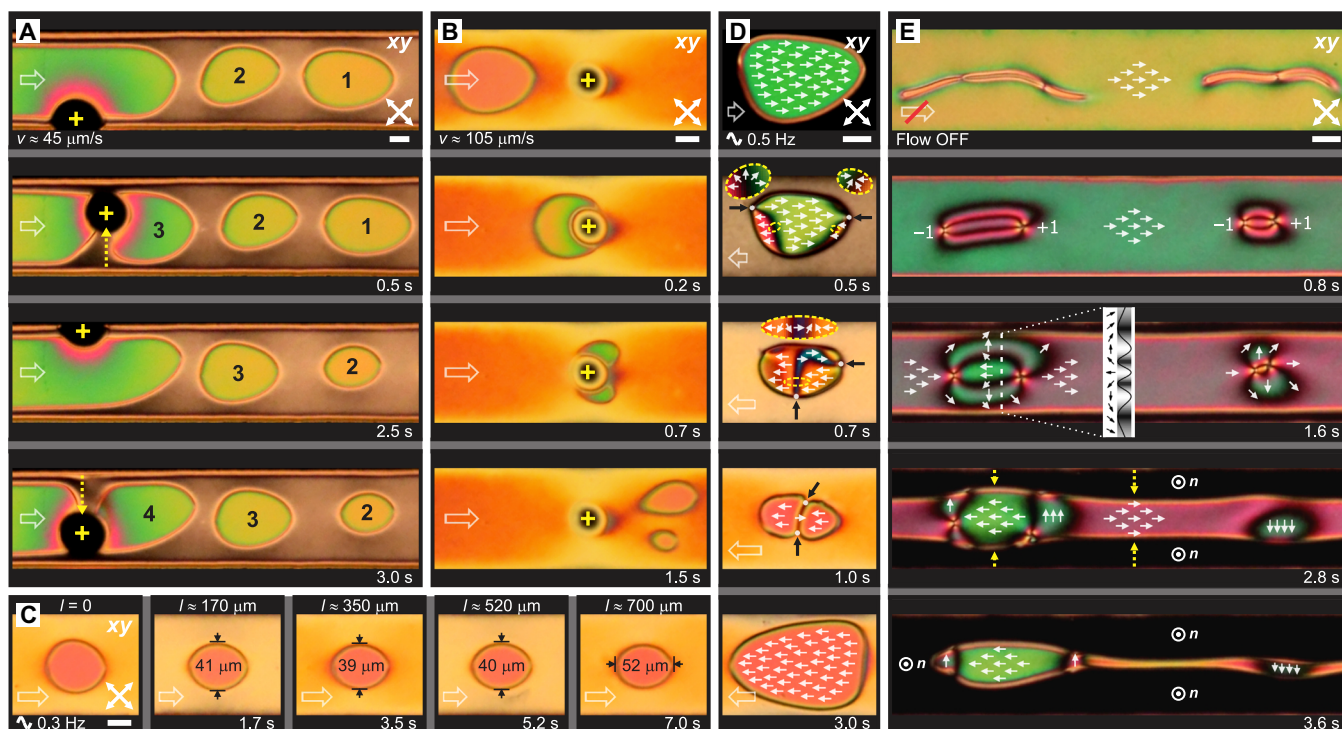 A
xy
2
1
+
v ≈ 45 μm/s
+
3
2
1
0.5 s
+
3
2
2.5 s
+
4
3
2
3.0 s
B
xy
+
v ≈ 105 μm/s
+
0.2 s
+
0.7 s
+
1.5 s
C
l = 0
xy
0.3 Hz
l ≈ 170 μm
41 μm
1.7 s
l ≈ 350 μm
39 μm
3.5 s
l ≈ 520 μm
40 μm
5.2 s
l ≈ 700 μm
52 μm
7.0 s
D
xy
0.5 Hz
0.5 s
0.7 s
1.0 s
3.0 s
E
xy
Flow OFF
−1
+1
−1
+1
0.8 s
1.6 s
n
n
2.8 s
n
n
n
3.6 s